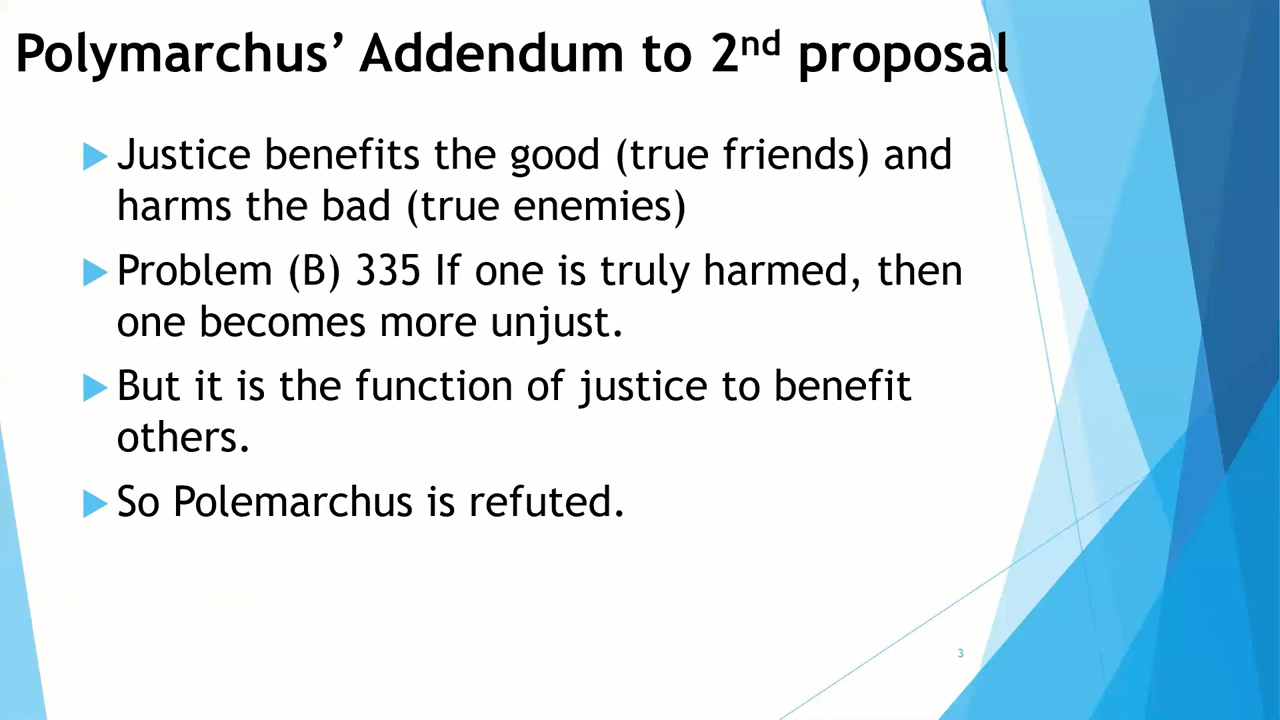 Polymarchus’ Addendum to 2nd proposal
Justice benefits the good (true friends) and
harms the bad (true enemies)
Problem (B) 335 If one is truly harmed, then
one becomes more unjust.
But it is the function of justice to benefit
others.
So Polemarchus is refuted.
3